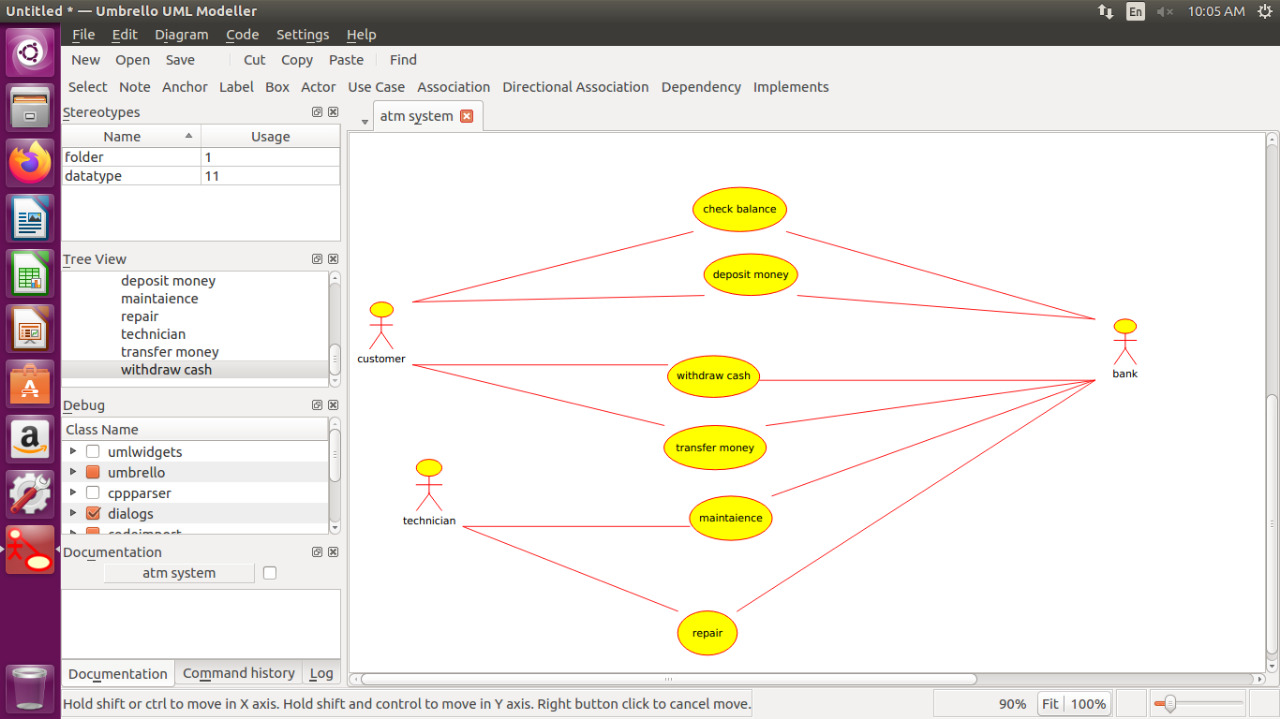 Untitled * — Umbrello UML Modeller
En
10:05 AM
File Edit Diagram Code Settings Help
New Open Save Cut Copy Paste Find
Select Note Anchor Label Box Actor Use Case Association Directional Association Dependency Implements
Stereotypes
Name Usage
folder 1
datatype 11
Tree View
deposit money
maintaience
repair
technician
transfer money
withdraw cash
Debug
Class Name
umlwidgets
umbrello
cppparser
dialogs
codeimport
Documentation
atm system
Documentation Command history Log
atm system
check balance
deposit money
customer
bank
withdraw cash
transfer money
technician
maintaience
repair
Hold shift or ctrl to move in X axis. Hold shift and control to move in Y axis. Right button click to cancel move.
90% Fit 100%